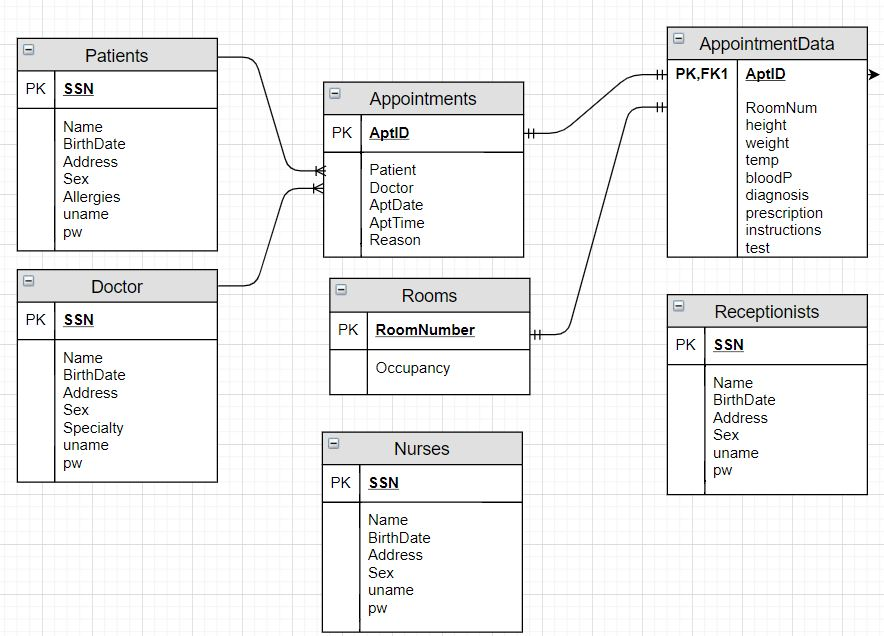 Patients
PK SSN
Name
BirthDate
Address
Sex
Allergies
uname
pw
Doctor
PK SSN
Name
BirthDate
Address
Sex
Specialty
uname
pw
Appointments
PK AptID
Patient
Doctor
AptDate
AptTime
Reason
Rooms
PK RoomNumber
Occupancy
Nurses
PK SSN
Name
BirthDate
Address
Sex
uname
pw
AppointmentData
PK,FK1 AptID
RoomNum
height
weight
temp
bloodP
diagnosis
prescription
instructions
test
Receptionists
PK SSN
Name
BirthDate
Address
Sex
uname
pw